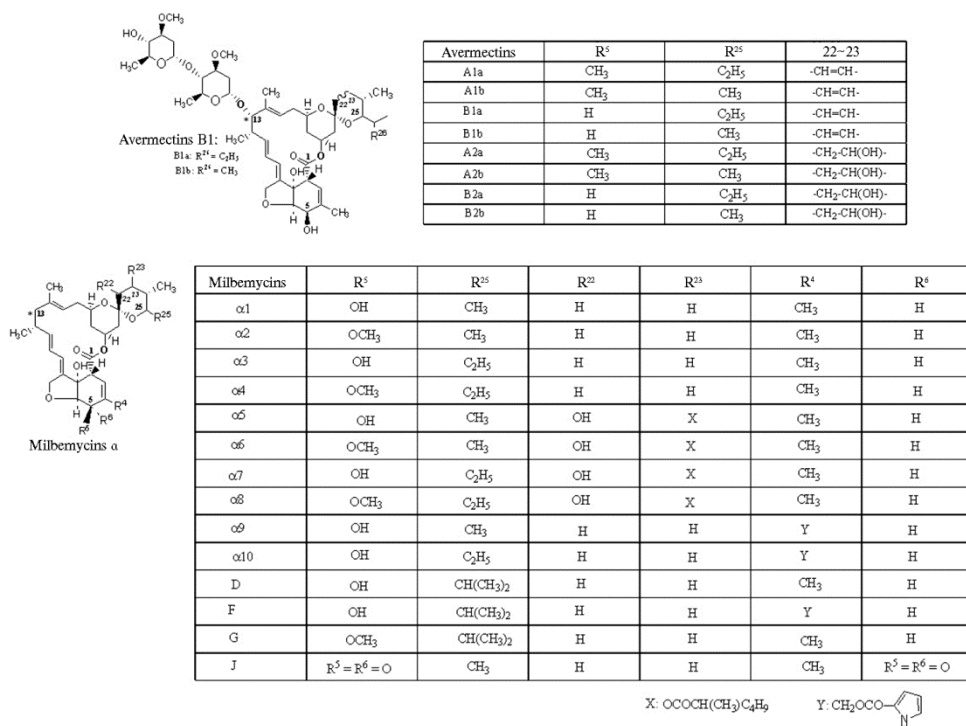 OCH₃
HO
OCH₃
CH₃
O
O
O
CH₃
O
O
CH₃
22
23
CH₃
O
* 13
O
25
R²⁶
CH₃
O
1
O
OH
H
O
H
5
CH₃
OH
Avermectins B1:
B1a: R²⁶ = C₂H₅
B1b: R²⁶ = CH₃
Avermectins R⁵ R²⁵ 22~23
A1a CH₃ C₂H₅ -CH=CH-
A1b CH₃ CH₃ -CH=CH-
B1a H C₂H₅ -CH=CH-
B1b H CH₃ -CH=CH-
A2a CH₃ C₂H₅ -CH₂-CH(OH)-
A2b CH₃ CH₃ -CH₂-CH(OH)-
B2a H C₂H₅ -CH₂-CH(OH)-
B2b H CH₃ -CH₂-CH(OH)-
R²³
R²²
CH₃
CH₃
H
O
22
23
* 13
O
25
R²⁵
CH₃
H
1
O
O
OH
H
O
H
5
R⁴
R⁶
R⁵
Milbemycins α
Milbemycins R⁵ R²⁵ R²² R²³ R⁴ R⁶
α1 OH CH₃ H H CH₃ H
α2 OCH₃ CH₃ H H CH₃ H
α3 OH C₂H₅ H H CH₃ H
α4 OCH₃ C₂H₅ H H CH₃ H
α5 OH CH₃ OH X CH₃ H
α6 OCH₃ CH₃ OH X CH₃ H
α7 OH C₂H₅ OH X CH₃ H
α8 OCH₃ C₂H₅ OH X CH₃ H
α9 OH CH₃ H H Y H
α10 OH C₂H₅ H H Y H
D OH CH(CH₃)₂ H H CH₃ H
F OH CH(CH₃)₂ H H Y H
G OCH₃ CH(CH₃)₂ H H CH₃ H
J R⁵ = R⁶ = O CH₃ H H CH₃ R⁵ = R⁶ = O
X: OCOCH(CH₃)C₄H₉ Y: CH₂OCO N